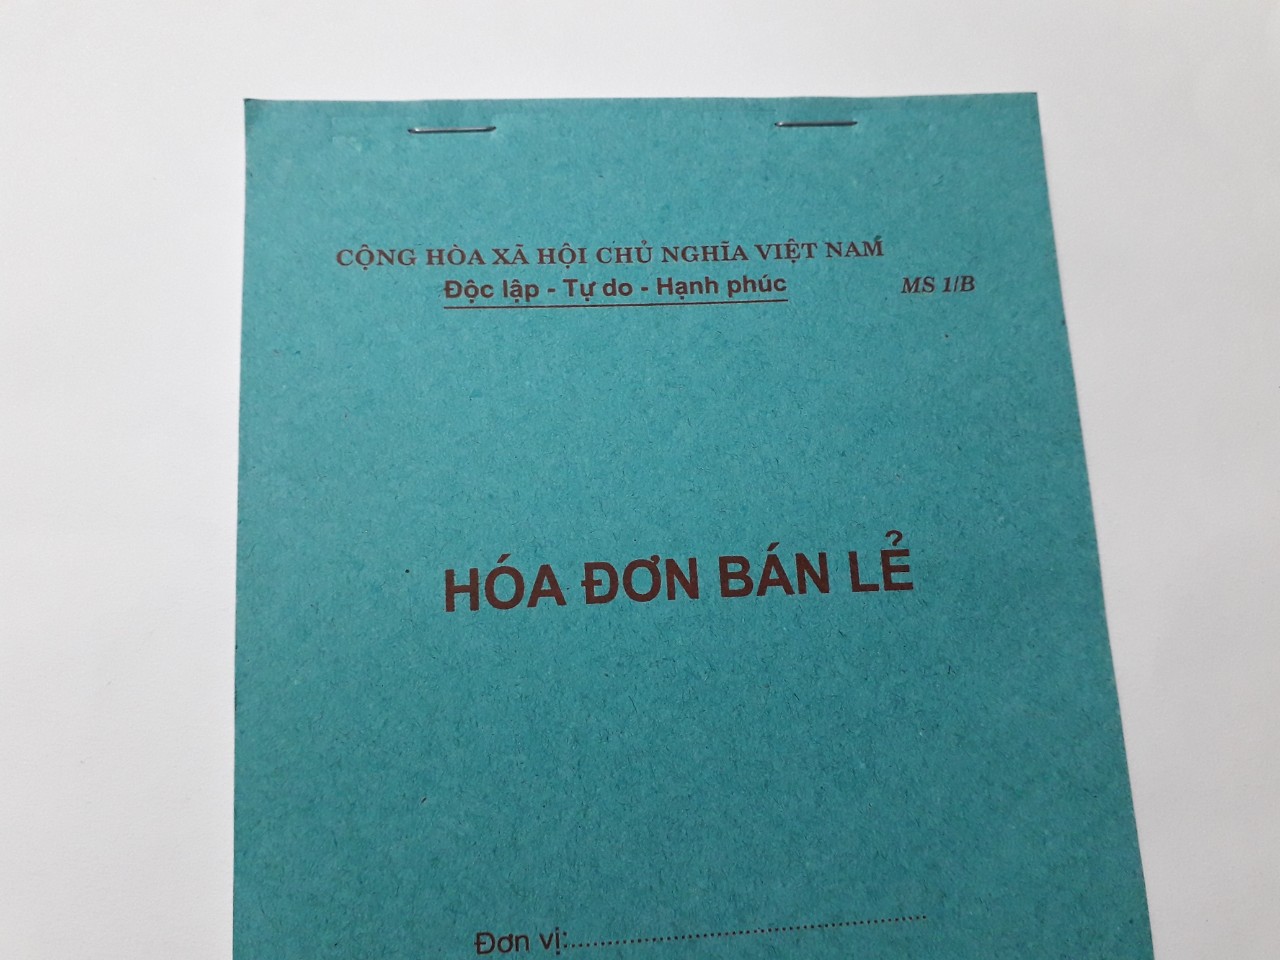 CỘNG HÒA XÃ HỘI CHỦ NGHĨA VIỆT NAM
Độc lập - Tự do - Hạnh phúc
MS 1/B
HÓA ĐƠN BÁN LẺ
Đơn vị:..............................................